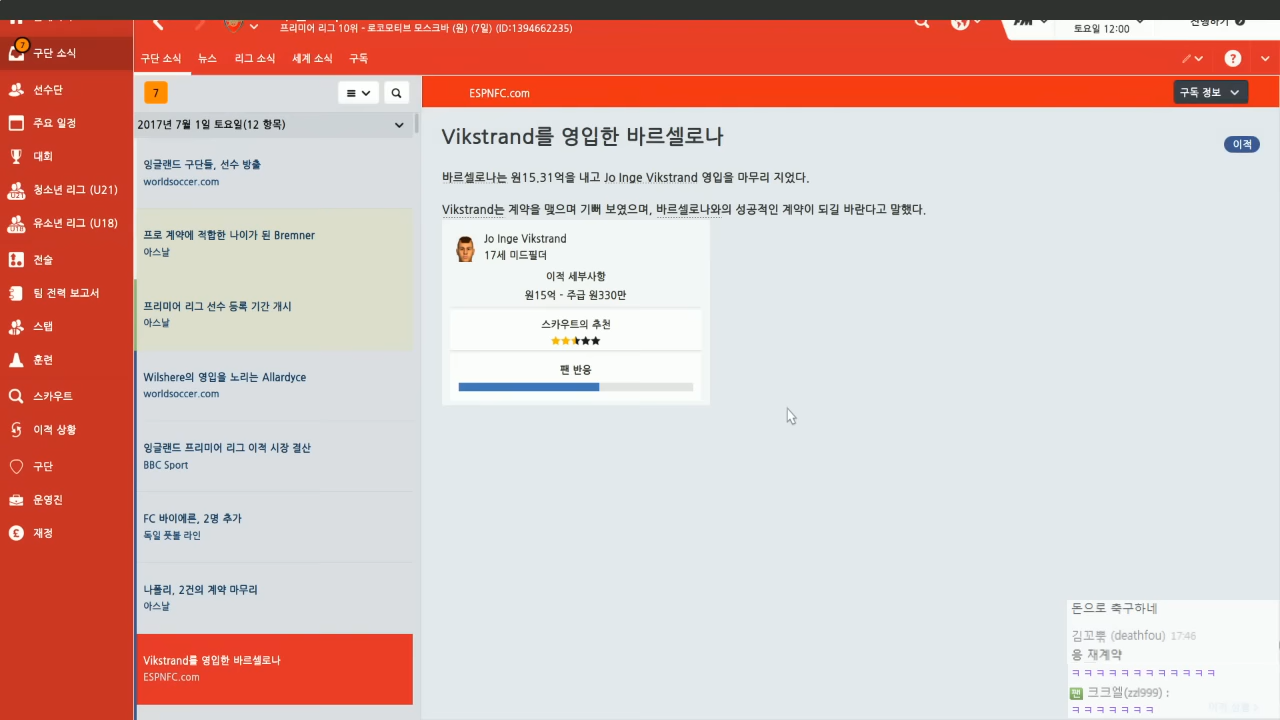 프리미어 리그 10위 - 로코모티브 모스크바 (원) (7일) (ID:1394662235)
토요일 12:00
진행하기
7
구단 소식
선수단
주요 일정
대회
청소년 리그 (U21)
유소년 리그 (U18)
전술
팀 전력 보고서
스탭
훈련
스카우트
이적 상황
구단
운영진
재정
구단 소식
뉴스
리그 소식
세계 소식
구독
?
7
2017년 7월 1일 토요일(12 항목)
잉글랜드 구단들, 선수 방출
worldsoccer.com
프로 계약에 적합한 나이가 된 Bremner
아스날
프리미어 리그 선수 등록 기간 개시
아스날
Wilshere의 영입을 노리는 Allardyce
worldsoccer.com
잉글랜드 프리미어 리그 이적 시장 결산
BBC Sport
FC 바이에른, 2명 추가
독일 풋볼 라인
나폴리, 2건의 계약 마무리
아스날
Vikstrand를 영입한 바르셀로나
ESPNFC.com
ESPNFC.com
구독 정보
Vikstrand를 영입한 바르셀로나
이적
바르셀로나는 원15.31억을 내고 Jo Inge Vikstrand 영입을 마무리 지었다.
Vikstrand는 계약을 맺으며 기뻐 보였으며, 바르셀로나와의 성공적인 계약이 되길 바란다고 말했다.
Jo Inge Vikstrand
17세 미드필더
이적 세부사항
원15억 - 주급 원330만
스카우트의 추천
팬 반응
돈으로 축구하네
(deathfou) 17:46
응 재계약
ㅋㅋㅋㅋㅋㅋㅋㅋㅋㅋㅋㅋ
팬 크크엘(zzl999) :
ㅋㅋㅋㅋㅋㅋㅋ